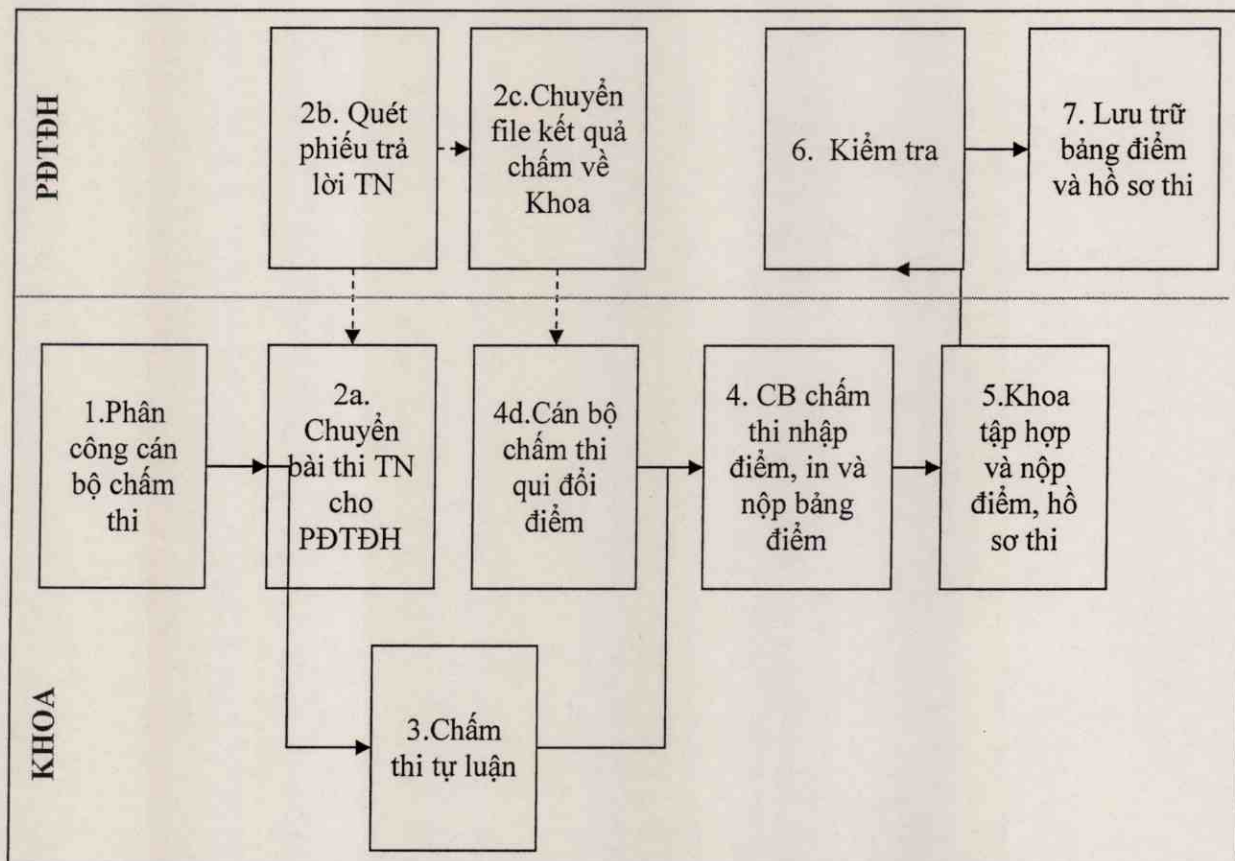 PĐTĐH
2b. Quét
phiếu trả
lời TN
2c.Chuyển
file kết quả
chấm về
Khoa
6. Kiểm tra
7. Lưu trữ
bảng điểm
và hồ sơ thi
KHOA
1.Phân
công cán
bộ chấm
thi
2a.
Chuyển
bài thi TN
cho
PĐTĐH
4d.Cán bộ
chấm thi
qui đổi
điểm
4. CB chấm
thi nhập
điểm, in và
nộp bảng
điểm
5.Khoa
tập hợp
và nộp
điểm, hồ
sơ thi
3.Chấm
thi tự luận